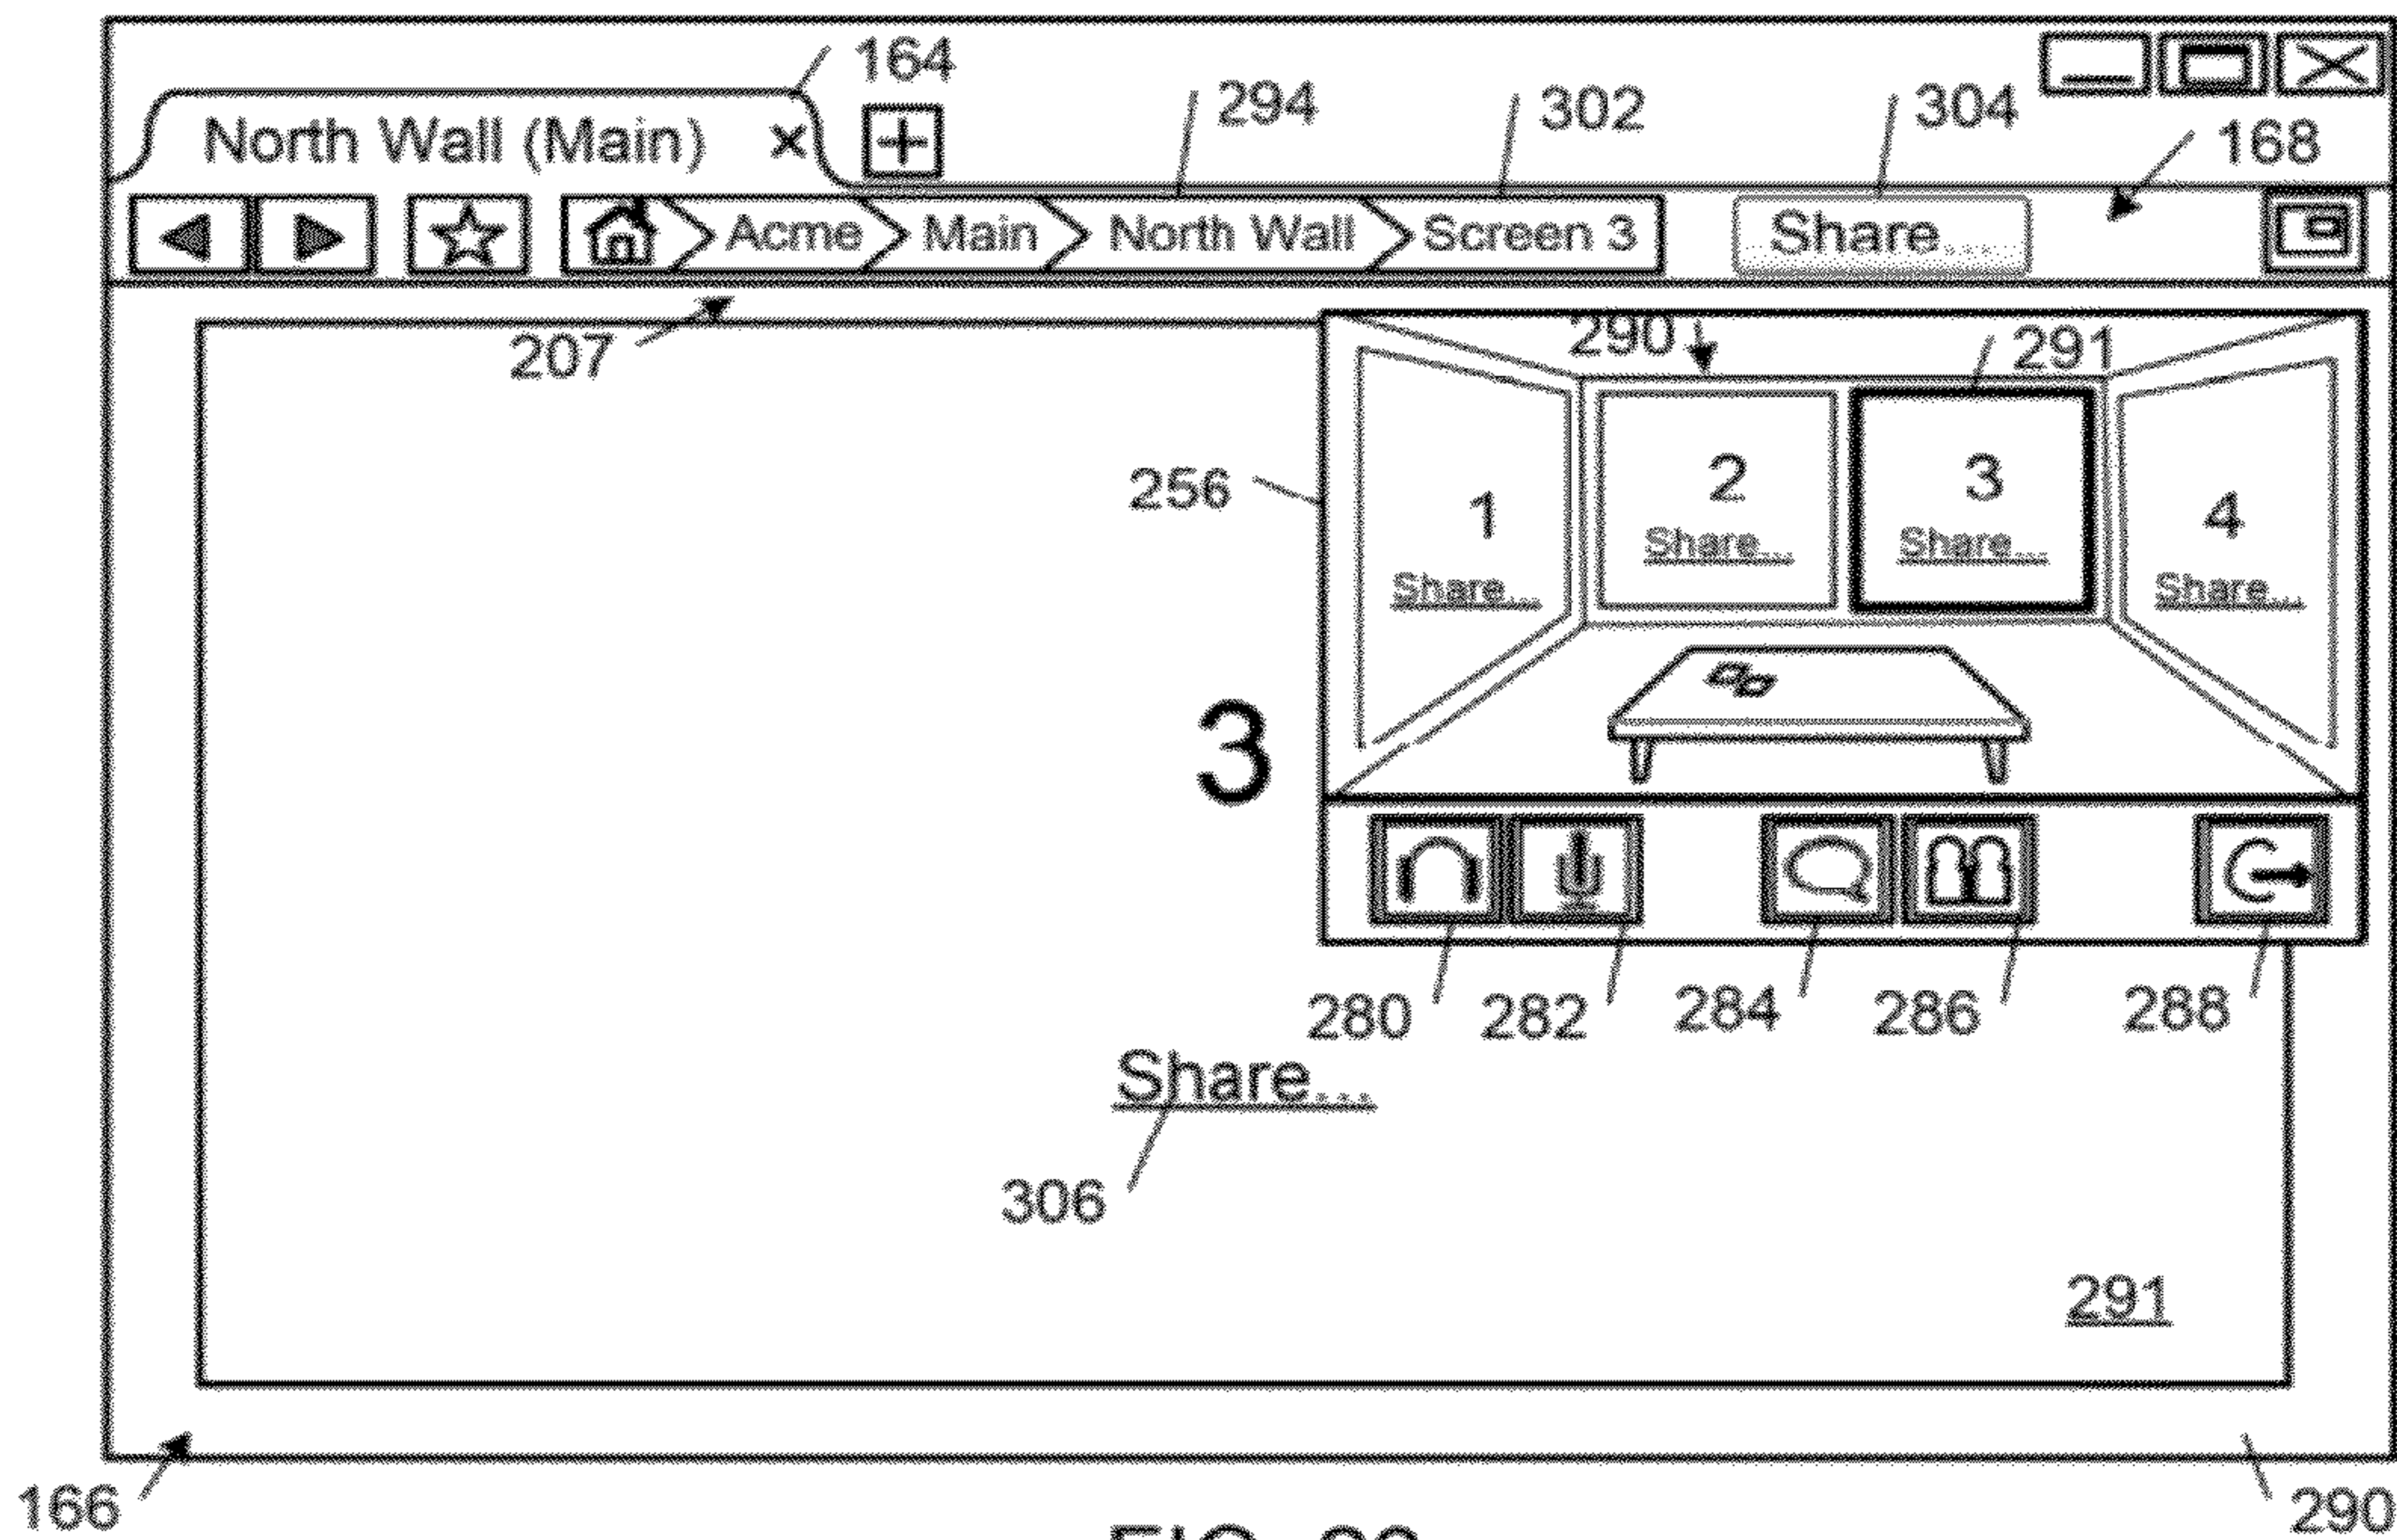 164
294
302
304
168
North Wall (Main) ×
Acme
Main
North Wall
Screen 3
Share...
207
290
291
256
1
Share...
2
Share...
3
Share...
4
Share...
3
280
282
284
286
288
Share...
306
291
166
290